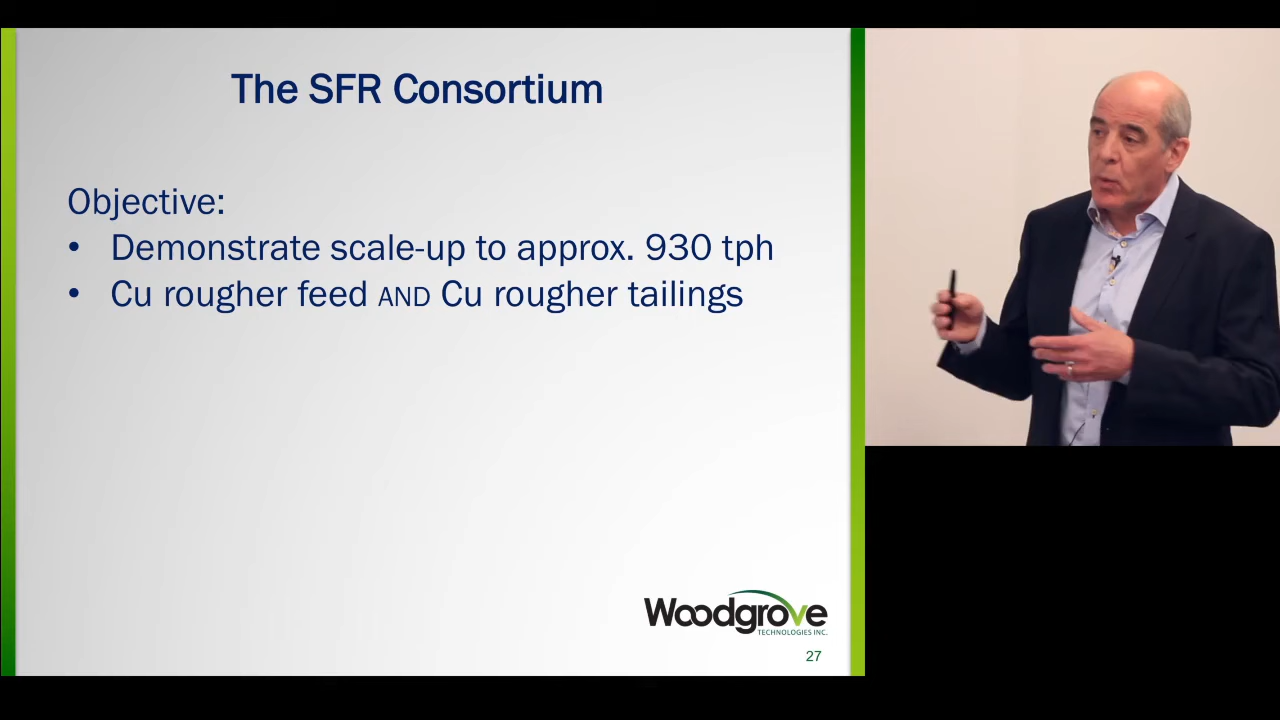 The SFR Consortium
Objective:
• Demonstrate scale-up to approx. 930 tph
• Cu rougher feed AND Cu rougher tailings
Woodgrove
TECHNOLOGIES INC.
27